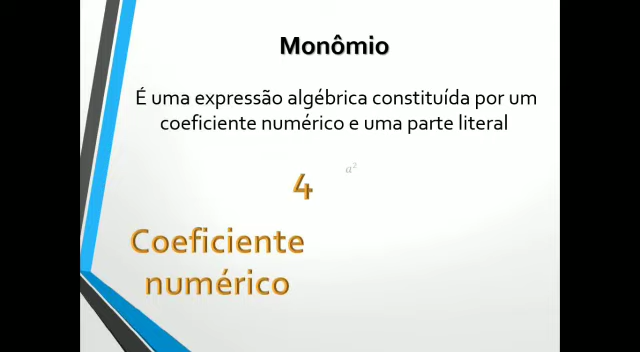 Monômio
É uma expressão algébrica constituída por um
coeficiente numérico e uma parte literal
4 a²
Coeficiente
numérico